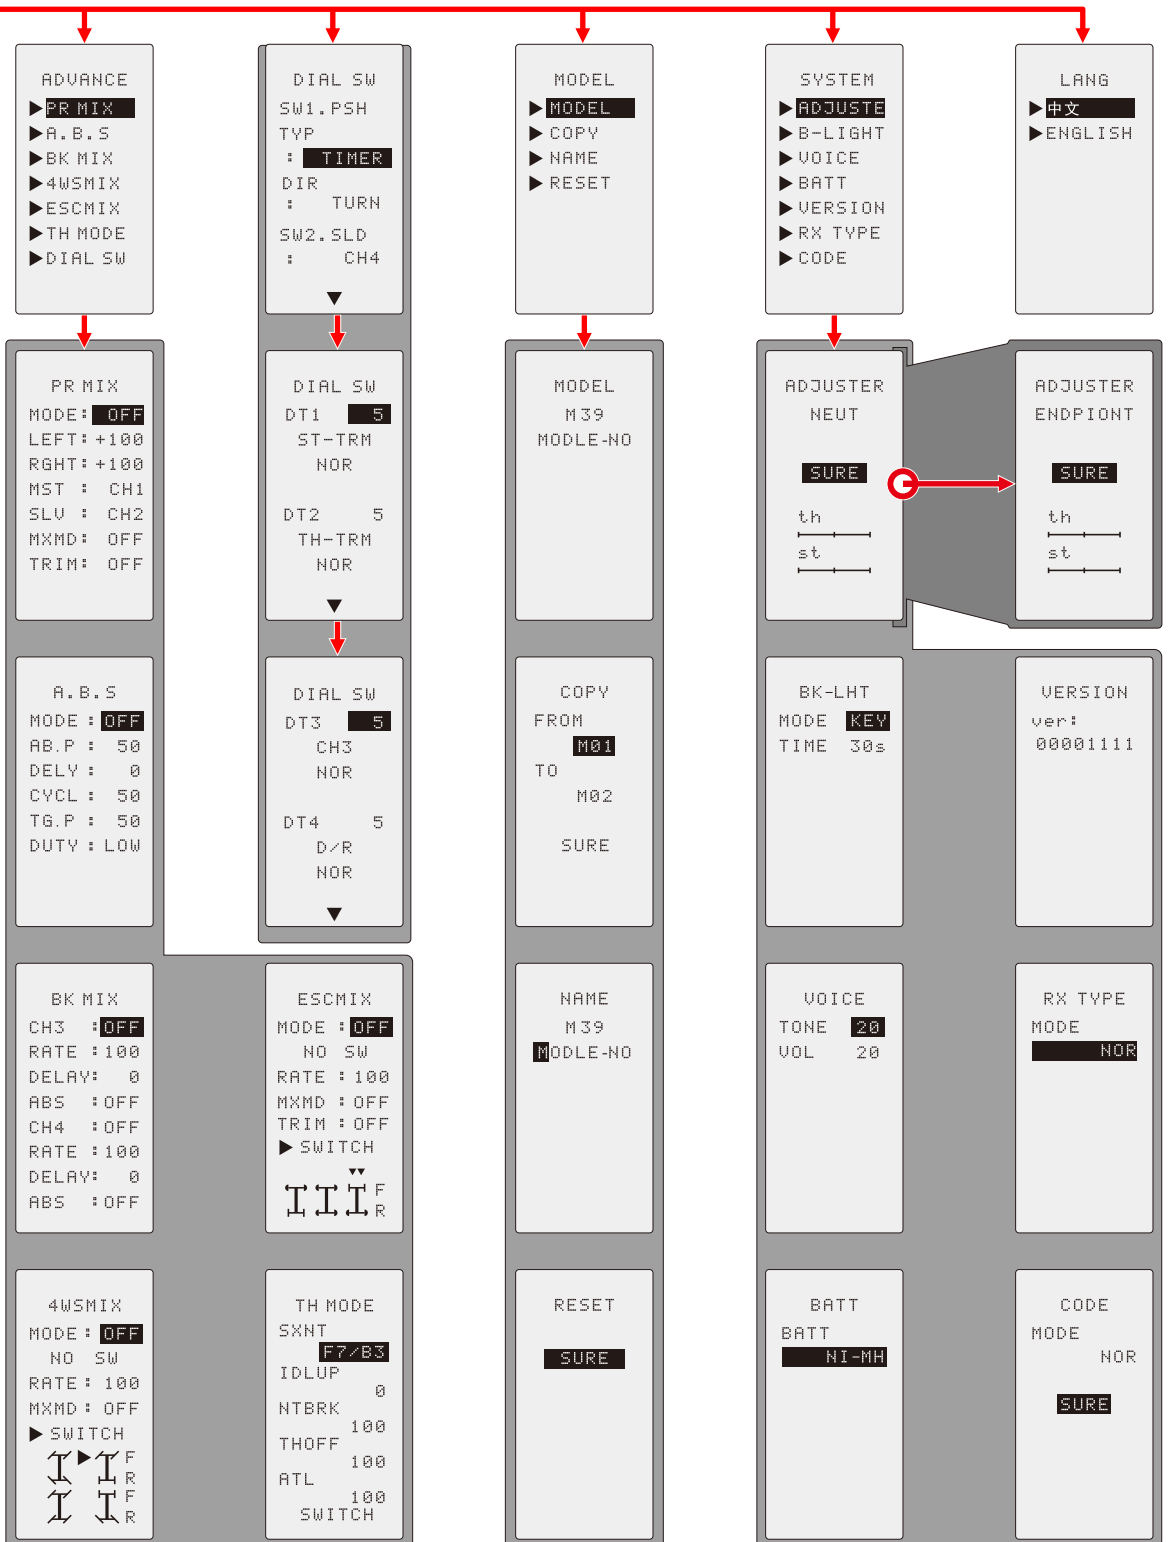 ADVANCE
▶PR MIX
▶A.B.S
▶BK MIX
▶4WSMIX
▶ESCMIX
▶TH MODE
▶DIAL SW
DIAL SW
SW1.PSH
TYP
: TIMER
DIR
: TURN
SW2.SLD
: CH4
▼
MODEL
▶MODEL
▶COPY
▶NAME
▶RESET
SYSTEM
▶ADJUSTE
▶B-LIGHT
▶VOICE
▶BATT
▶VERSION
▶RX TYPE
▶CODE
LANG
▶中文
▶ENGLISH
PR MIX
MODE: OFF
LEFT:+100
RGHT:+100
MST : CH1
SLV : CH2
MXMD: OFF
TRIM: OFF
DIAL SW
DT1 5
ST-TRM
NOR
DT2 5
TH-TRM
NOR
▼
MODEL
M39
MODLE-NO
ADJUSTER
NEUT
SURE
th
st
ADJUSTER
ENDPIONT
SURE
th
st
A.B.S
MODE : OFF
AB.P : 50
DELY : 0
CYCL : 50
TG.P : 50
DUTY : LOW
DIAL SW
DT3 5
CH3
NOR
DT4 5
D/R
NOR
▼
COPY
FROM
M01
TO
M02
SURE
BK-LHT
MODE KEY
TIME 30s
VERSION
ver:
00001111
BK MIX
CH3 :OFF
RATE :100
DELAY: 0
ABS :OFF
CH4 :OFF
RATE :100
DELAY: 0
ABS :OFF
ESCMIX
MODE : OFF
NO SW
RATE : 100
MXMD : OFF
TRIM : OFF
▶SWITCH
▼▼
F
R
NAME
M39
MODLE-NO
VOICE
TONE 20
VOL 20
RX TYPE
MODE
NOR
4WSMIX
MODE: OFF
NO SW
RATE: 100
MXMD: OFF
▶SWITCH
▶ F
R
F
R
TH MODE
SXNT
F7/B3
IDLUP
0
NTBRK
100
THOFF
100
ATL
100
SWITCH
RESET
SURE
BATT
BATT
NI-MH
CODE
MODE
NOR
SURE